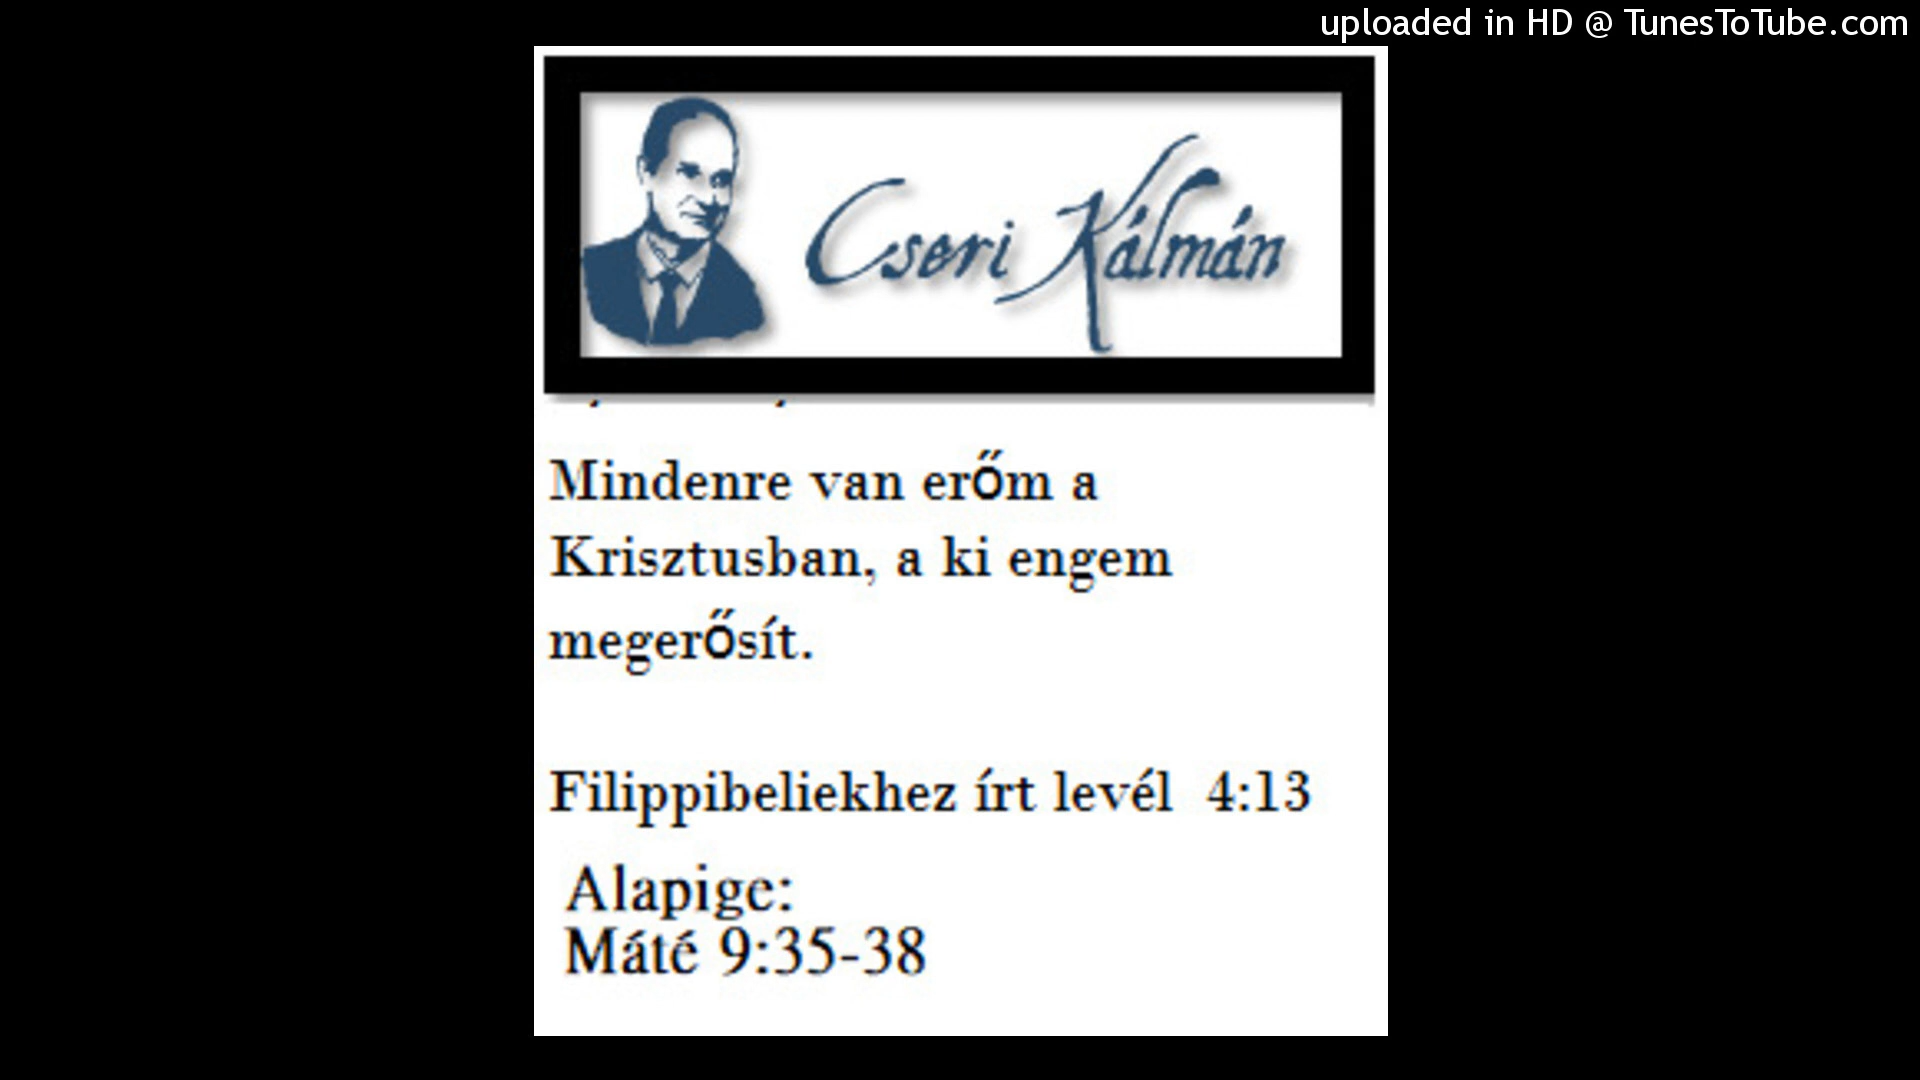 uploaded in HD @ TunesToTube.com
Cseri Kálmán
Mindenre van erőm a
Krisztusban, a ki engem
megerősít.
Filippibeliekhez írt levél 4:13
Alapige:
Máté 9:35-38